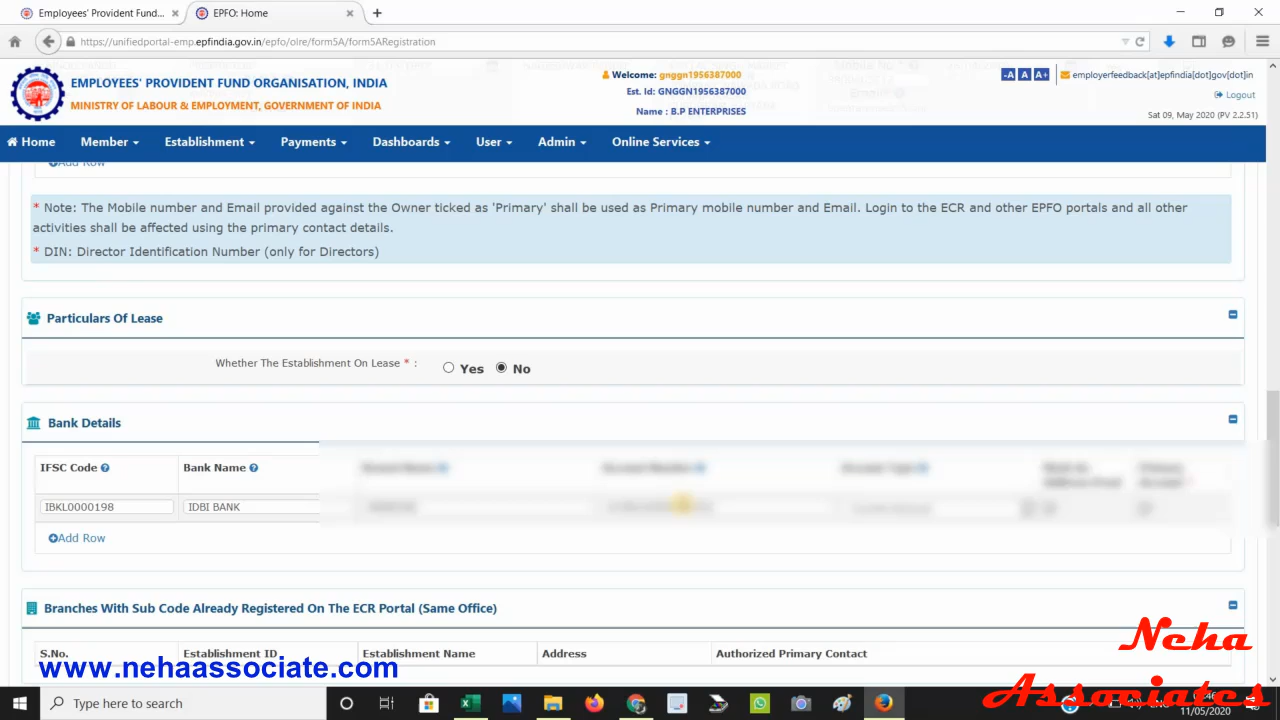 Employees' Provident Fund...
EPFO: Home
https://unifiedportal-emp.epfindia.gov.in/epfo/olre/form5A/form5ARegistration
EMPLOYEES' PROVIDENT FUND ORGANISATION, INDIA
MINISTRY OF LABOUR & EMPLOYMENT, GOVERNMENT OF INDIA
Welcome: gnggn1956387000
Est. Id: GNGGN1956387000
Name : B.P ENTERPRISES
-A A A+ employerfeedback[at]epfindia[dot]gov[dot]in
Logout
Sat 09, May 2020 (PV 2.2.51)
Home Member Establishment Payments Dashboards User Admin Online Services
Add Row
* Note: The Mobile number and Email provided against the Owner ticked as 'Primary' shall be used as Primary mobile number and Email. Login to the ECR and other EPFO portals and all other
activities shall be affected using the primary contact details.
* DIN: Director Identification Number (only for Directors)
Particulars Of Lease
Whether The Establishment On Lease * : Yes No
Bank Details
IFSC Code Bank Name
IBKL0000198 IDBI BANK
Add Row
Branches With Sub Code Already Registered On The ECR Portal (Same Office)
S.No. Establishment ID Establishment Name Address Authorized Primary Contact
www.nehaassociate.com
Neha
Associates
Type here to search
ENG
11/05/2020